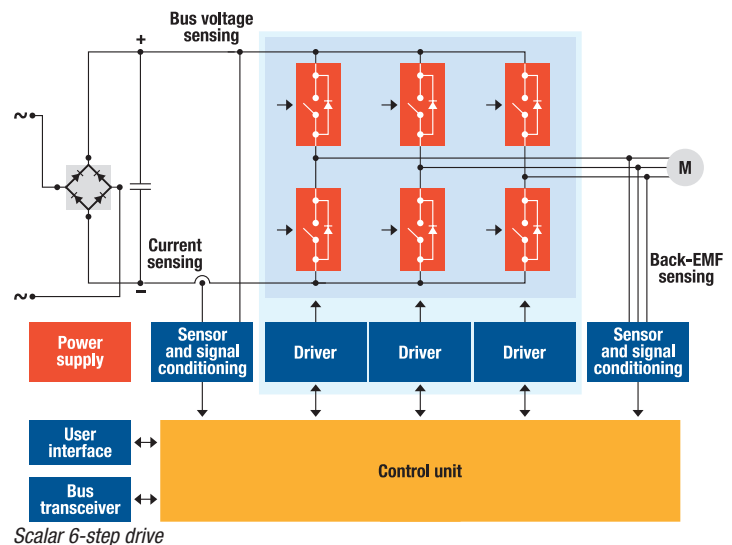 Bus voltage
sensing
+
~
M
Current
sensing
Back-EMF
sensing
–
~
Power
supply
Sensor
and signal
conditioning
Driver
Driver
Driver
Sensor
and signal
conditioning
User
interface
Control unit
Bus
transceiver
Scalar 6-step drive